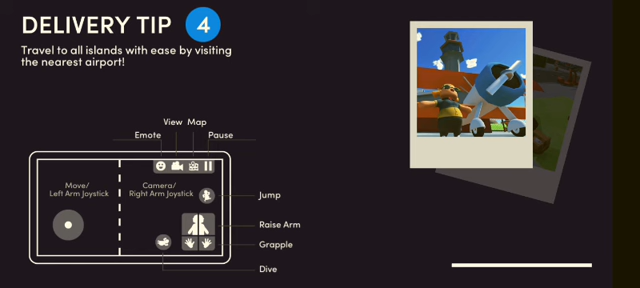 DELIVERY TIP 4
Travel to all islands with ease by visiting
the nearest airport!
View Map
Emote Pause
Move/
Left Arm Joystick
Camera/
Right Arm Joystick
Jump
Raise Arm
Grapple
Dive